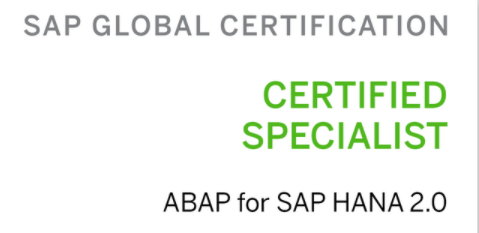 SAP GLOBAL CERTIFICATION
CERTIFIED
SPECIALIST
ABAP for SAP HANA 2.0